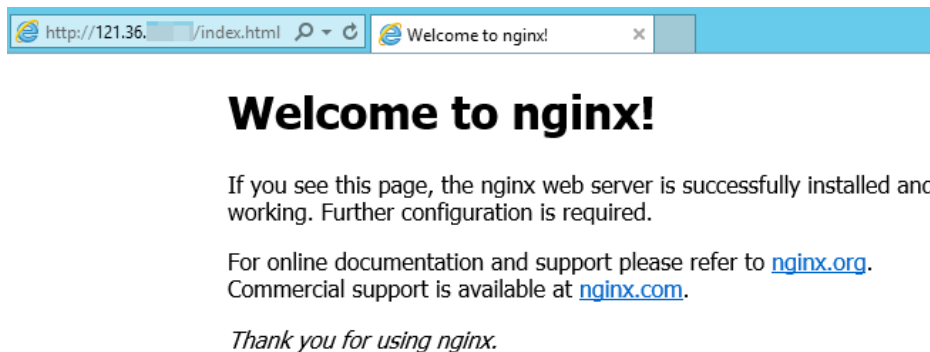 http://121.36. /index.html
Welcome to nginx!
Welcome to nginx!
If you see this page, the nginx web server is successfully installed and
working. Further configuration is required.
For online documentation and support please refer to nginx.org.
Commercial support is available at nginx.com.
Thank you for using nginx.